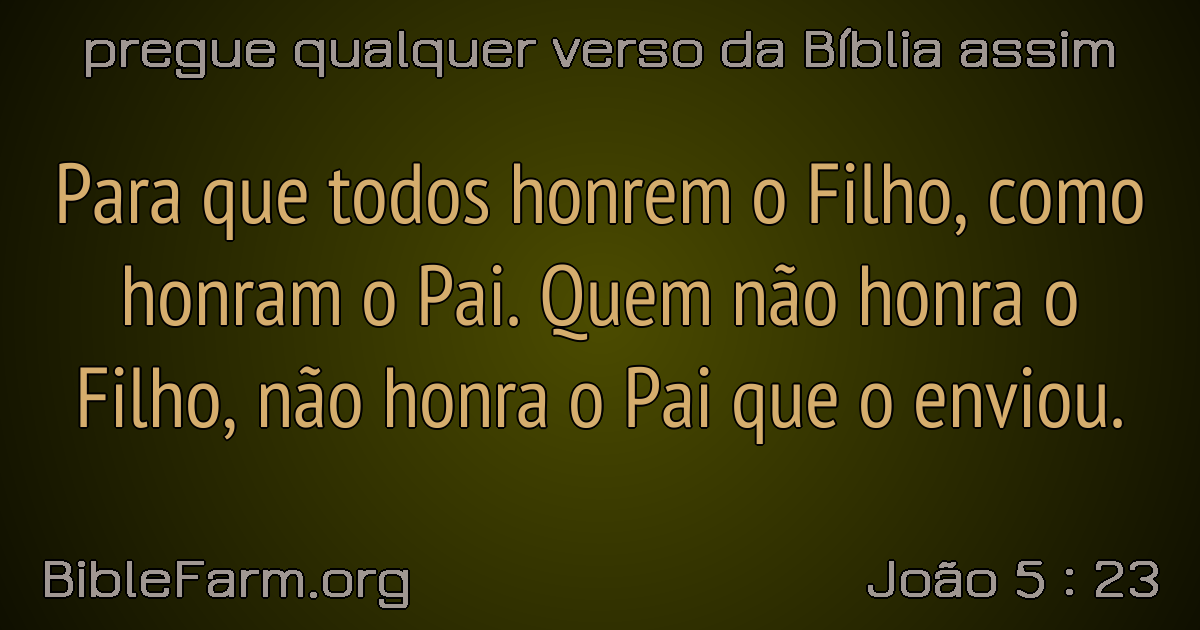 pregue qualquer verso da Bíblia assim
Para que todos honrem o Filho, como
honram o Pai. Quem não honra o
Filho, não honra o Pai que o enviou.
BibleFarm.org
João 5 : 23